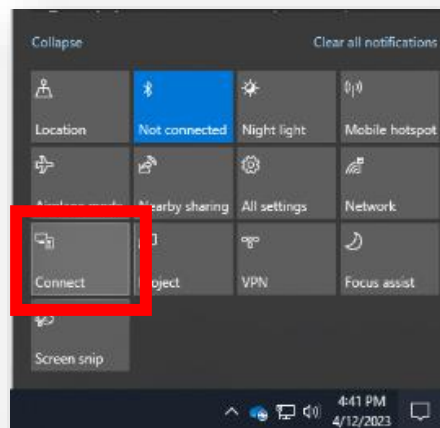 Collapse Clear all notifications
Location Not connected Night light Mobile hotspot
Nearby sharing All settings Network
Connect VPN Focus assist
Screen snip
4:41 PM
4/12/2023